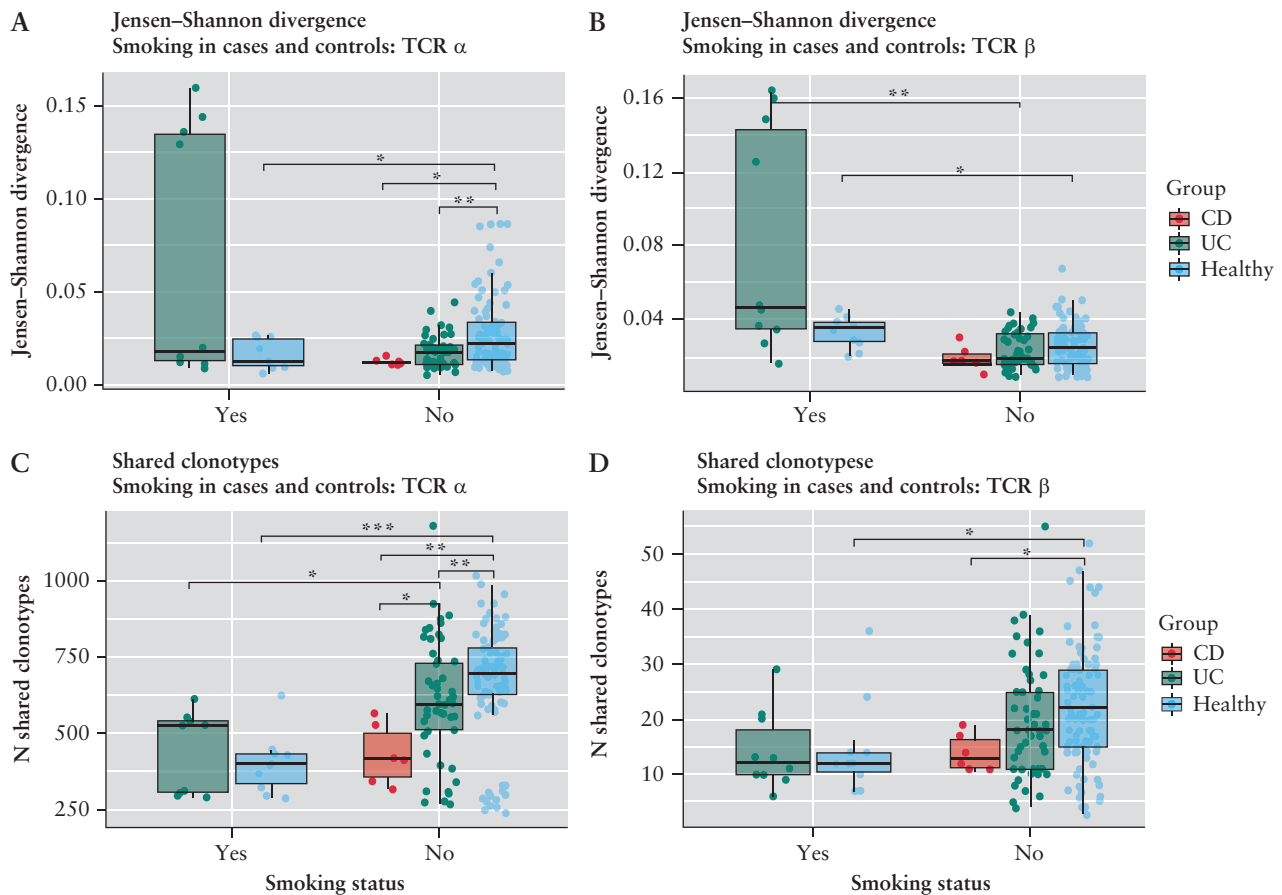 A
Jensen–Shannon divergence
Smoking in cases and controls: TCR α
Jensen–Shannon divergence
0.15
0.10
0.05
0.00
*
*
**
Yes
No
B
Jensen–Shannon divergence
Smoking in cases and controls: TCR β
Jensen–Shannon divergence
0.16
0.12
0.08
0.04
**
*
Yes
No
Group
CD
UC
Healthy
C
Shared clonotypes
Smoking in cases and controls: TCR α
N shared clonotypes
1000
750
500
250
***
**
**
*
*
Yes
No
Smoking status
D
Shared clonotypese
Smoking in cases and controls: TCR β
N shared clonotypes
50
40
30
20
10
*
*
Yes
No
Smoking status
Group
CD
UC
Healthy